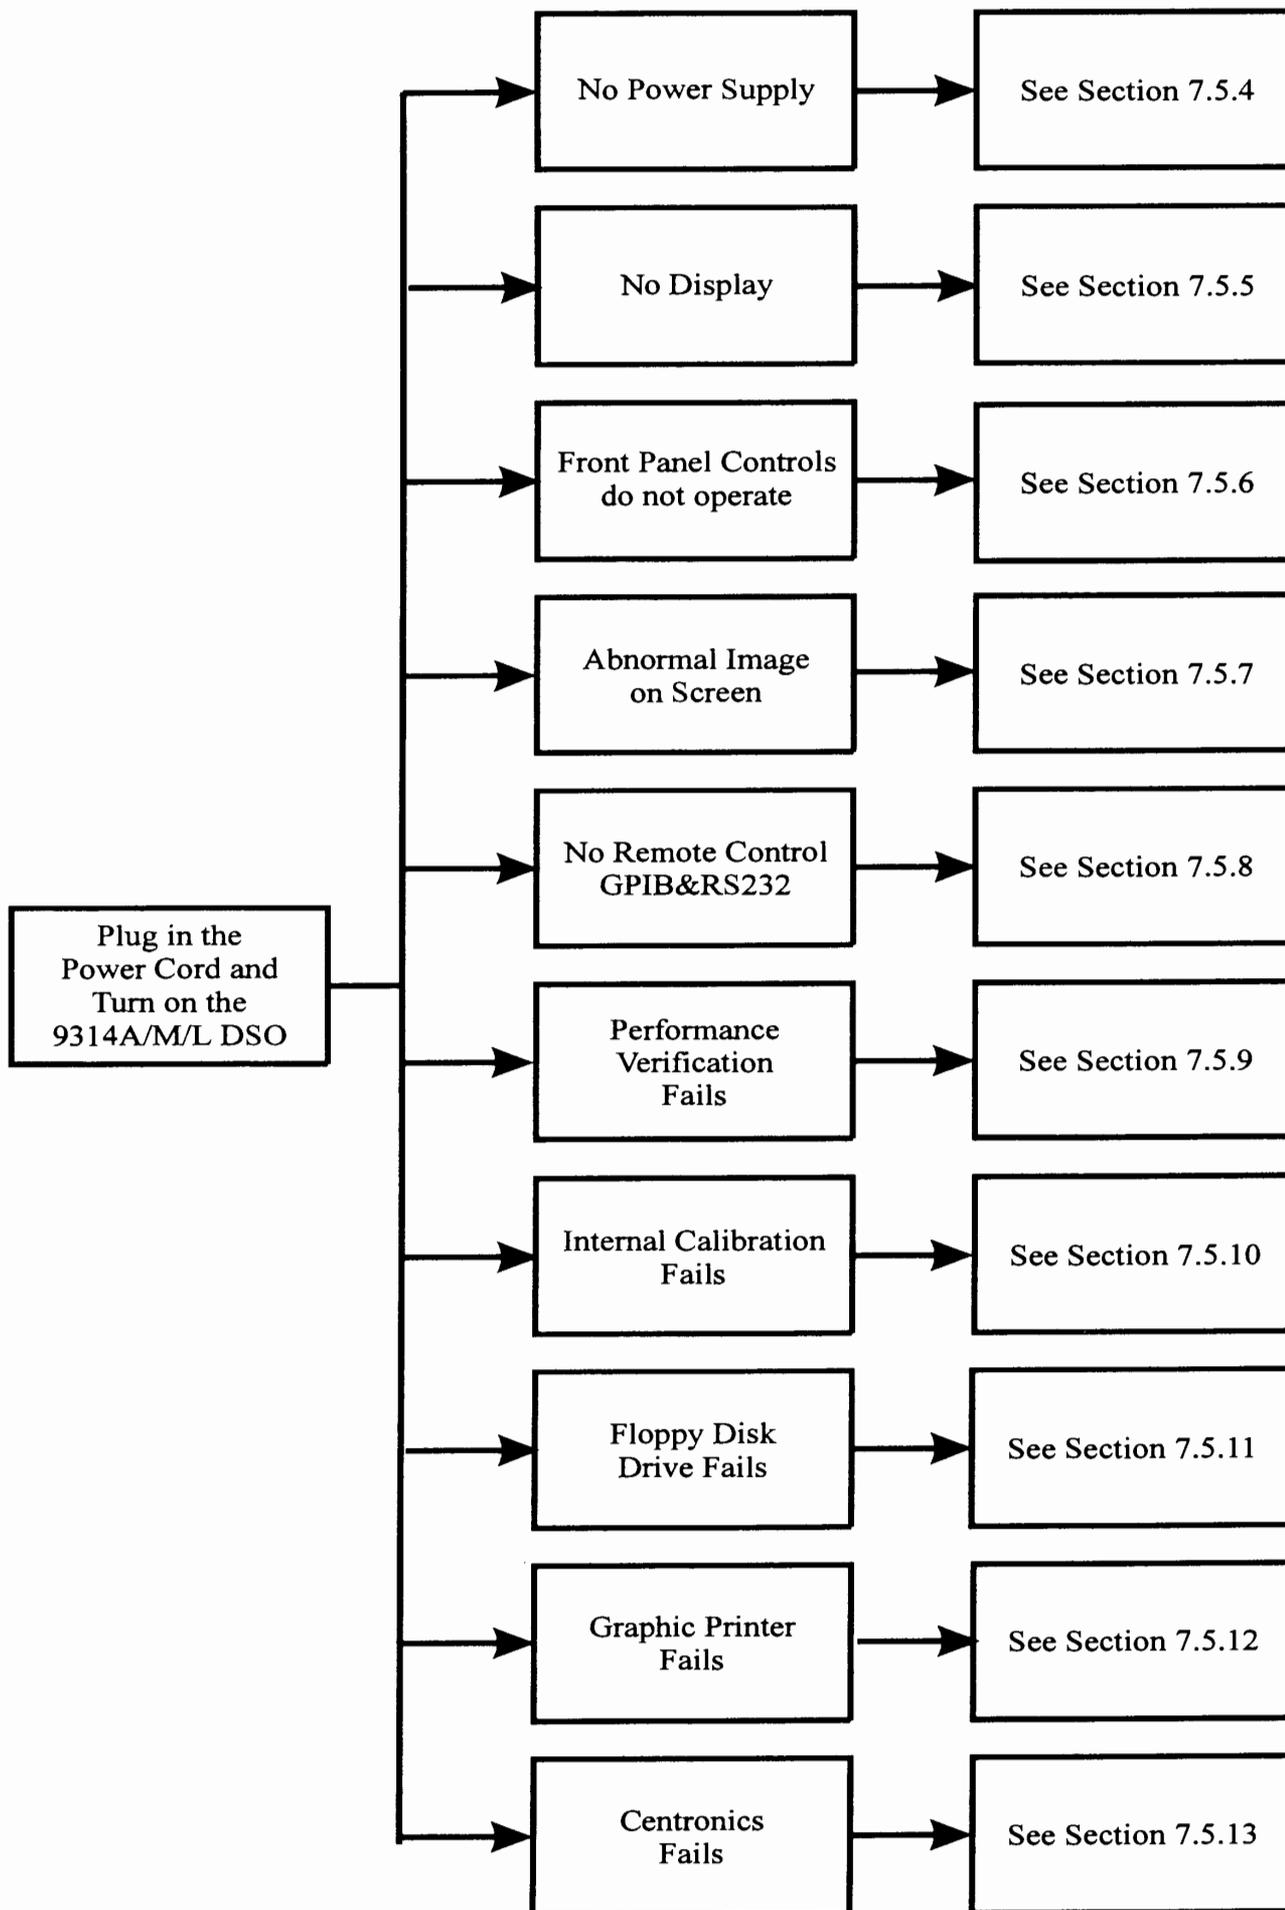 No Power Supply
See Section 7.5.4
No Display
See Section 7.5.5
Front Panel Controls
do not operate
See Section 7.5.6
Abnormal Image
on Screen
See Section 7.5.7
No Remote Control
GPIB&RS232
See Section 7.5.8
Plug in the
Power Cord and
Turn on the
9314A/M/L DSO
Performance
Verification
Fails
See Section 7.5.9
Internal Calibration
Fails
See Section 7.5.10
Floppy Disk
Drive Fails
See Section 7.5.11
Graphic Printer
Fails
See Section 7.5.12
Centronics
Fails
See Section 7.5.13